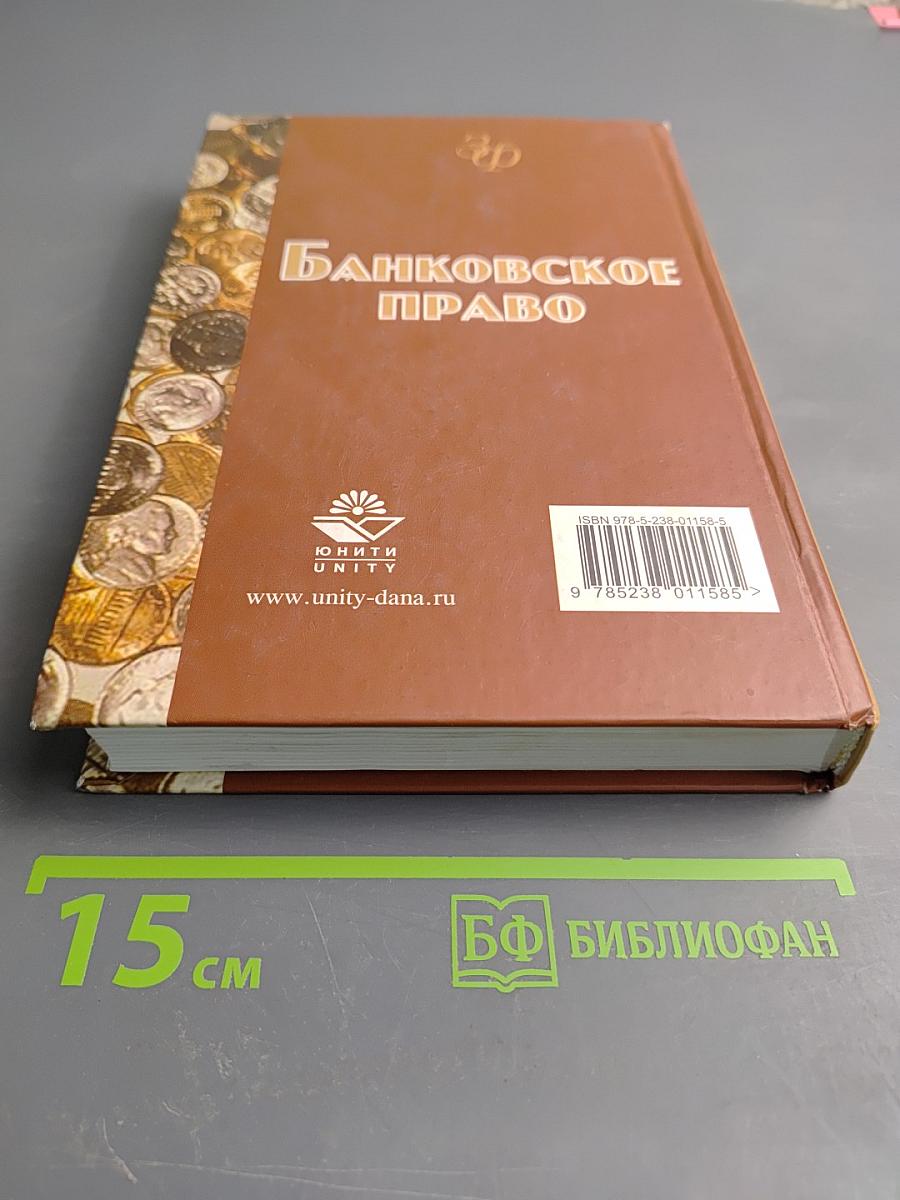 ЗФ
БАНКОВСКОЕ
ПРАВО
ISBN 978-5-238-01158-5
9 785238 011585 >
ЮНИТИ
UNITY
www.unity-dana.ru
15 см
БФ БИБЛИОФАН